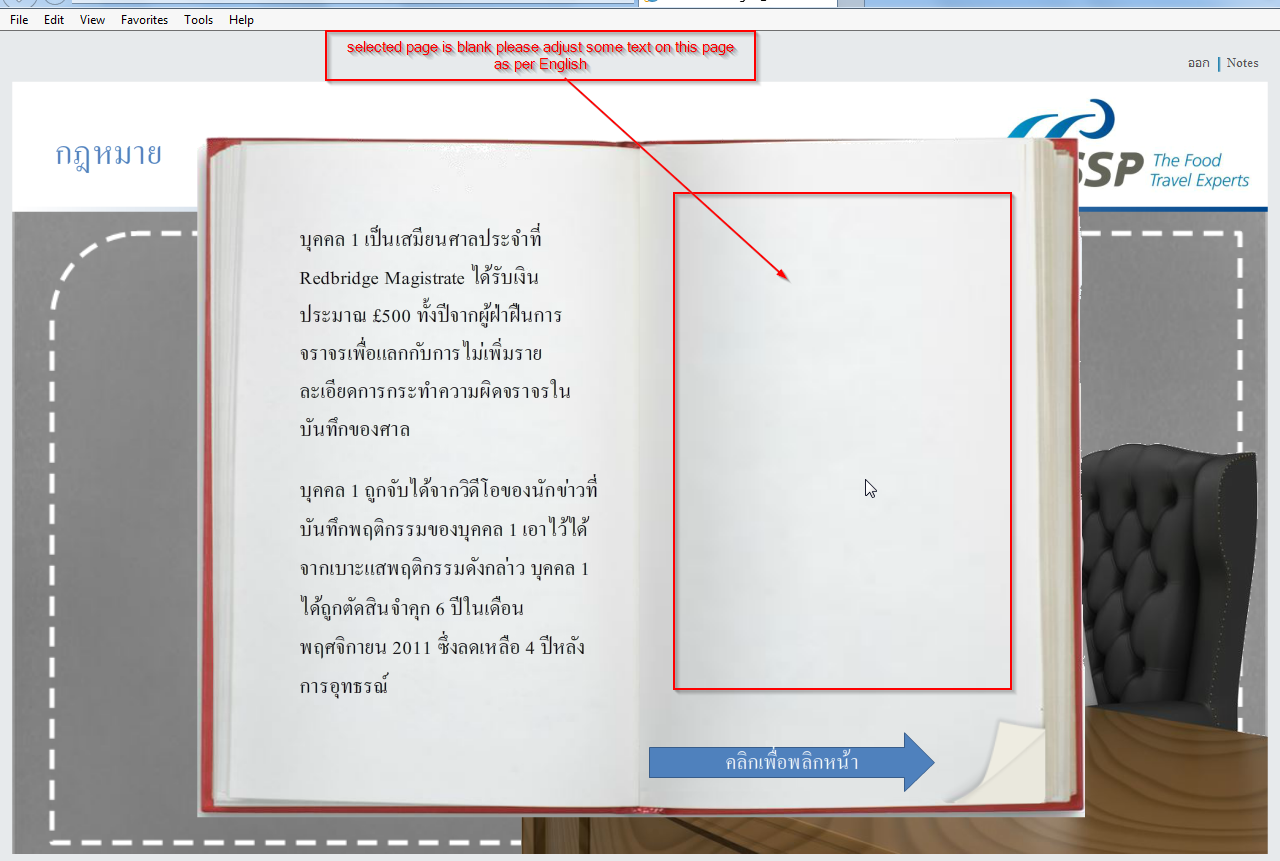 File Edit View Favorites Tools Help
selected page is blank please adjust some text on this page
as per English
ออก | Notes
กฎหมาย
SSP The Food
Travel Experts
บุคคล 1 เป็นเสมียนศาลประจำที่
Redbridge Magistrate ได้รับเงิน
ประมาณ £500 ทั้งปีจากผู้ฝ่าฝืนการ
จราจรเพื่อแลกกับการไม่เพิ่มราย
ละเอียดการกระทำความผิดจราจรใน
บันทึกของศาล
บุคคล 1 ถูกจับได้จากวิดีโอของนักข่าวที่
บันทึกพฤติกรรมของบุคคล 1 เอาไว้ได้
จากเบาะแสพฤติกรรมดังกล่าว บุคคล 1
ได้ถูกตัดสินจำคุก 6 ปีในเดือน
พฤศจิกายน 2011 ซึ่งลดเหลือ 4 ปีหลัง
การอุทธรณ์
คลิกเพื่อพลิกหน้า